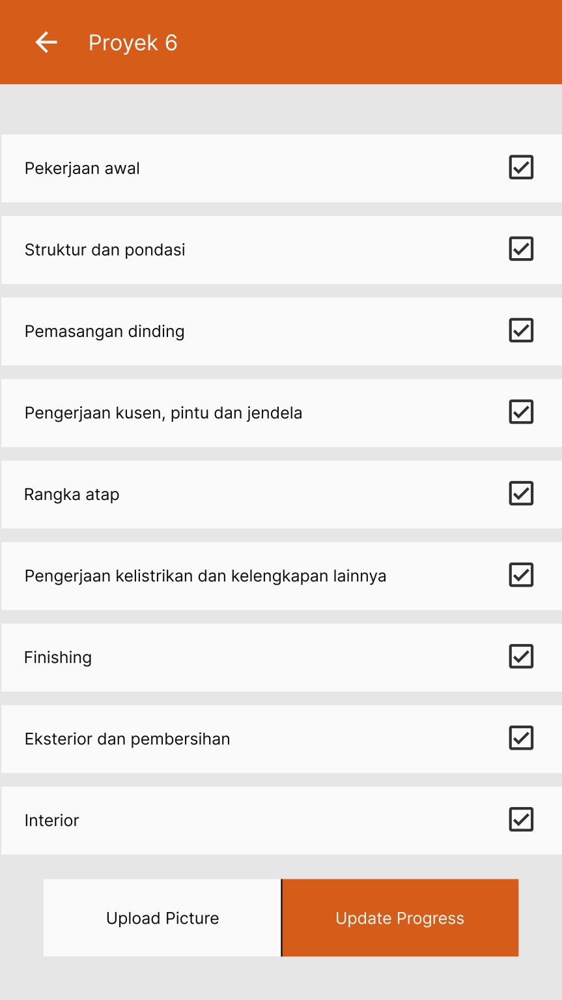 Proyek 6
Pekerjaan awal
Struktur dan pondasi
Pemasangan dinding
Pengerjaan kusen, pintu dan jendela
Rangka atap
Pengerjaan kelistrikan dan kelengkapan lainnya
Finishing
Eksterior dan pembersihan
Interior
Upload Picture
Update Progress